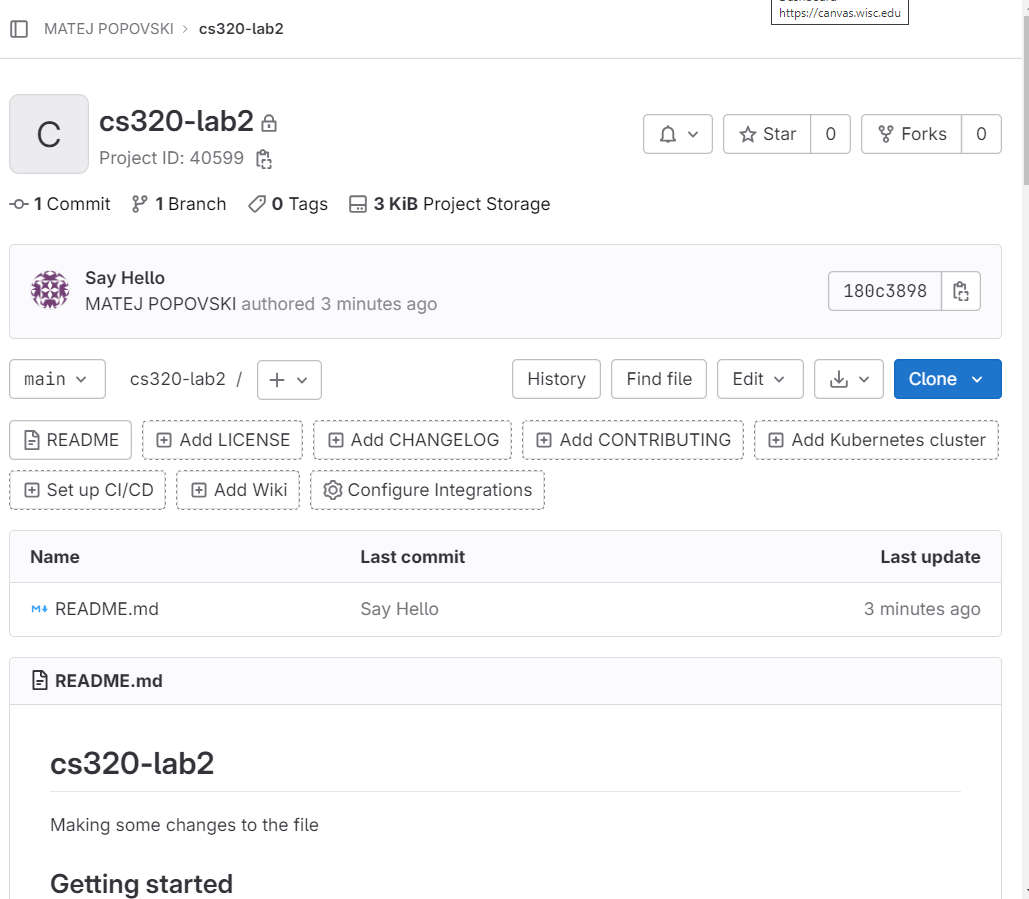 https://canvas.wisc.edu
MATEJ POPOVSKI › cs320-lab2
C
cs320-lab2
Project ID: 40599
Star 0 Forks 0
1 Commit 1 Branch 0 Tags 3 KiB Project Storage
Say Hello
MATEJ POPOVSKI authored 3 minutes ago
180c3898
main cs320-lab2 / + History Find file Edit Clone
README Add LICENSE Add CHANGELOG Add CONTRIBUTING Add Kubernetes cluster
Set up CI/CD Add Wiki Configure Integrations
Name Last commit Last update
README.md Say Hello 3 minutes ago
README.md
cs320-lab2
Making some changes to the file
Getting started